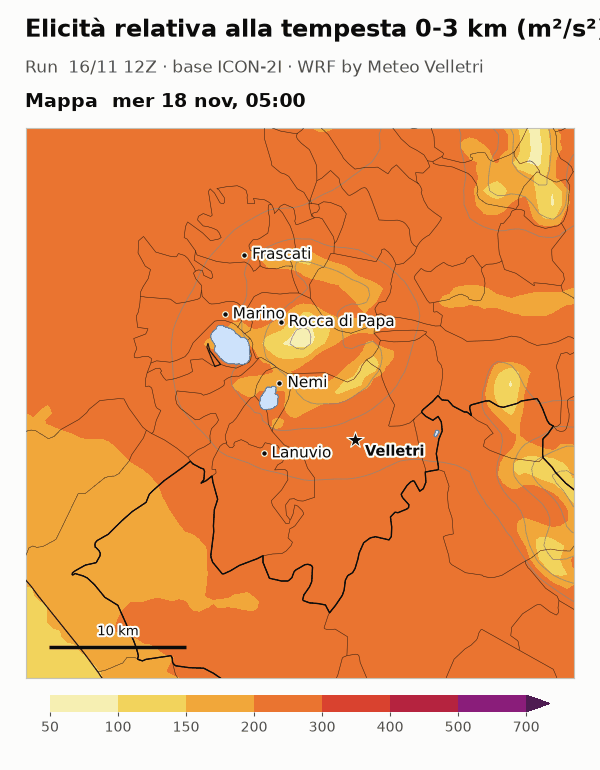 Elicità relativa alla tempesta 0-3 km (m²/s²)
Run  16/11 12Z · base ICON-2I · WRF by Meteo Velletri
Mappa  mer 18 nov, 05:00
Frascati
Marino
Rocca di Papa
Nemi
Velletri
Lanuvio
10 km
50 100 150 200 300 400 500 700